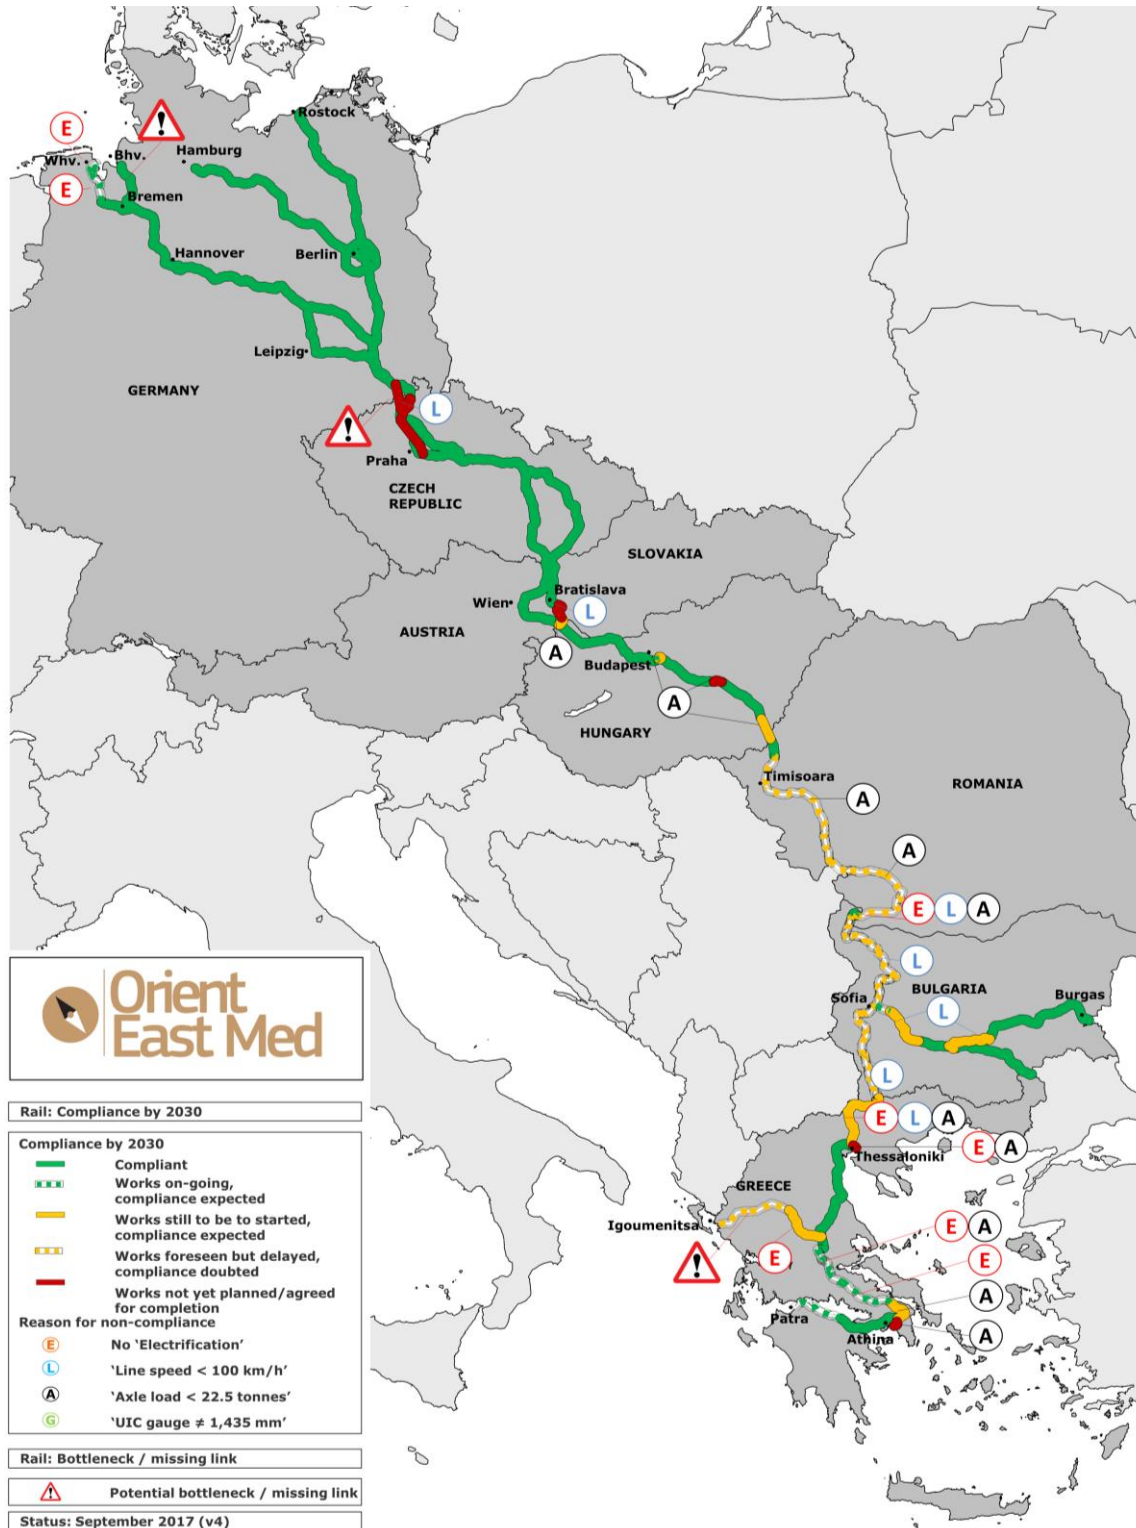 Rostock
E
!
Whv.
Bhv.
Hamburg
E
Bremen
Hannover
Berlin
Leipzig
GERMANY
L
!
Praha
CZECH
REPUBLIC
SLOVAKIA
Bratislava
Wien
L
AUSTRIA
A
Budapest
A
HUNGARY
Timisoara
ROMANIA
A
A
E L A
L
Sofia
BULGARIA
Burgas
L
L
E L A
E A
Thessaloniki
GREECE
Igoumenitsa
E A
!
E
E
A
Patra
Athina
A
Orient
East Med
Rail: Compliance by 2030
Compliance by 2030
Compliant
Works on-going,
compliance expected
Works still to be to started,
compliance expected
Works foreseen but delayed,
compliance doubted
Works not yet planned/agreed
for completion
Reason for non-compliance
E No ‘Electrification’
L ‘Line speed < 100 km/h’
A ‘Axle load < 22.5 tonnes’
G ‘UIC gauge ≠ 1,435 mm’
Rail: Bottleneck / missing link
! Potential bottleneck / missing link
Status: September 2017 (v4)